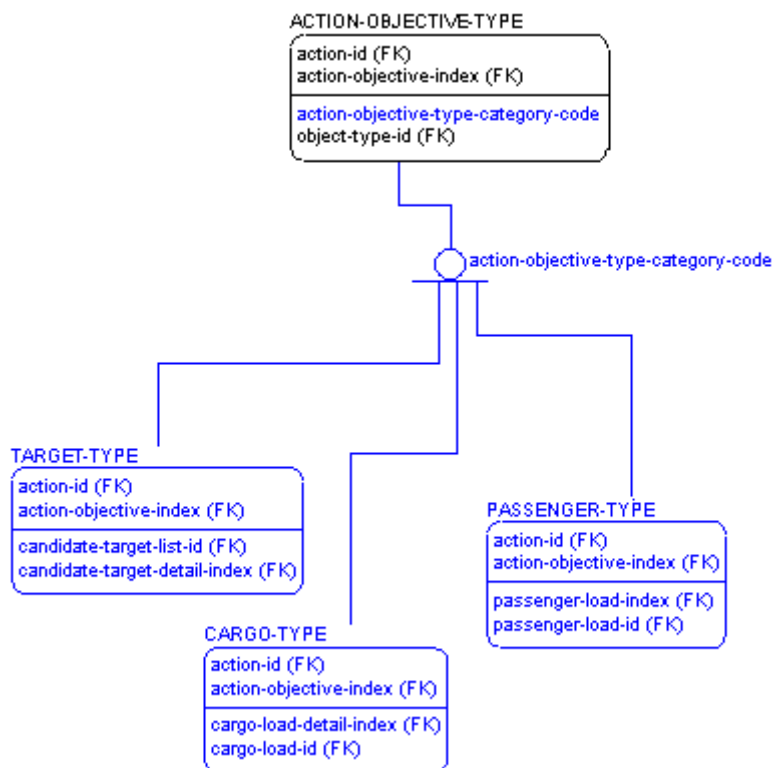 ACTION-OBJECTIVE-TYPE
action-id (FK)
action-objective-index (FK)
action-objective-type-category-code
object-type-id (FK)
action-objective-type-category-code
TARGET-TYPE
action-id (FK)
action-objective-index (FK)
candidate-target-list-id (FK)
candidate-target-detail-index (FK)
PASSENGER-TYPE
action-id (FK)
action-objective-index (FK)
passenger-load-index (FK)
passenger-load-id (FK)
CARGO-TYPE
action-id (FK)
action-objective-index (FK)
cargo-load-detail-index (FK)
cargo-load-id (FK)